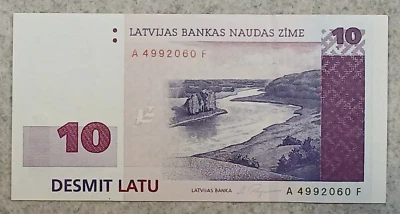 LATVIJAS BANKAS NAUDAS ZĪME
10
A 4992060 F
10
DESMIT LATU
LATVIJAS BANKA
A 4992060 F